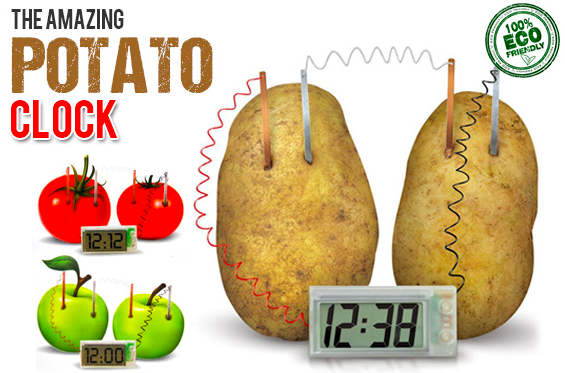 THE AMAZING
POTATO
CLOCK
100%
ECO
FRIENDLY
12:12
12:00
12:38